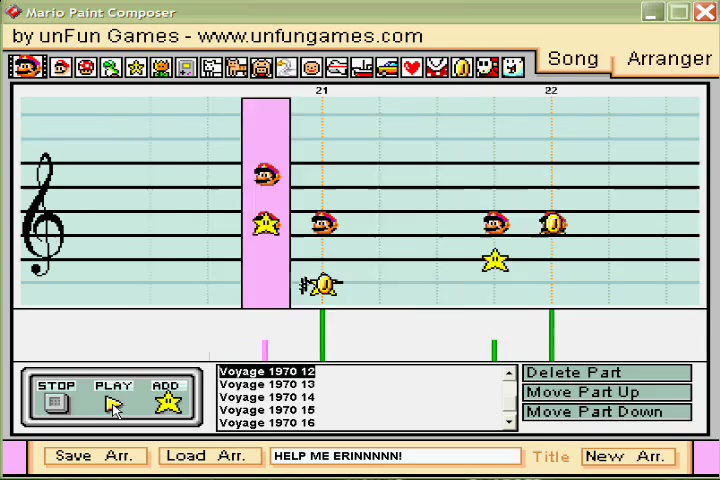 Mario Paint Composer
by unFun Games - www.unfungames.com
Song
Arranger
21
22
STOP
PLAY
ADD
Voyage 1970 12
Voyage 1970 13
Voyage 1970 14
Voyage 1970 15
Voyage 1970 16
Delete Part
Move Part Up
Move Part Down
Save Arr.
Load Arr.
HELP ME ERINNNNN!
Title
New Arr.